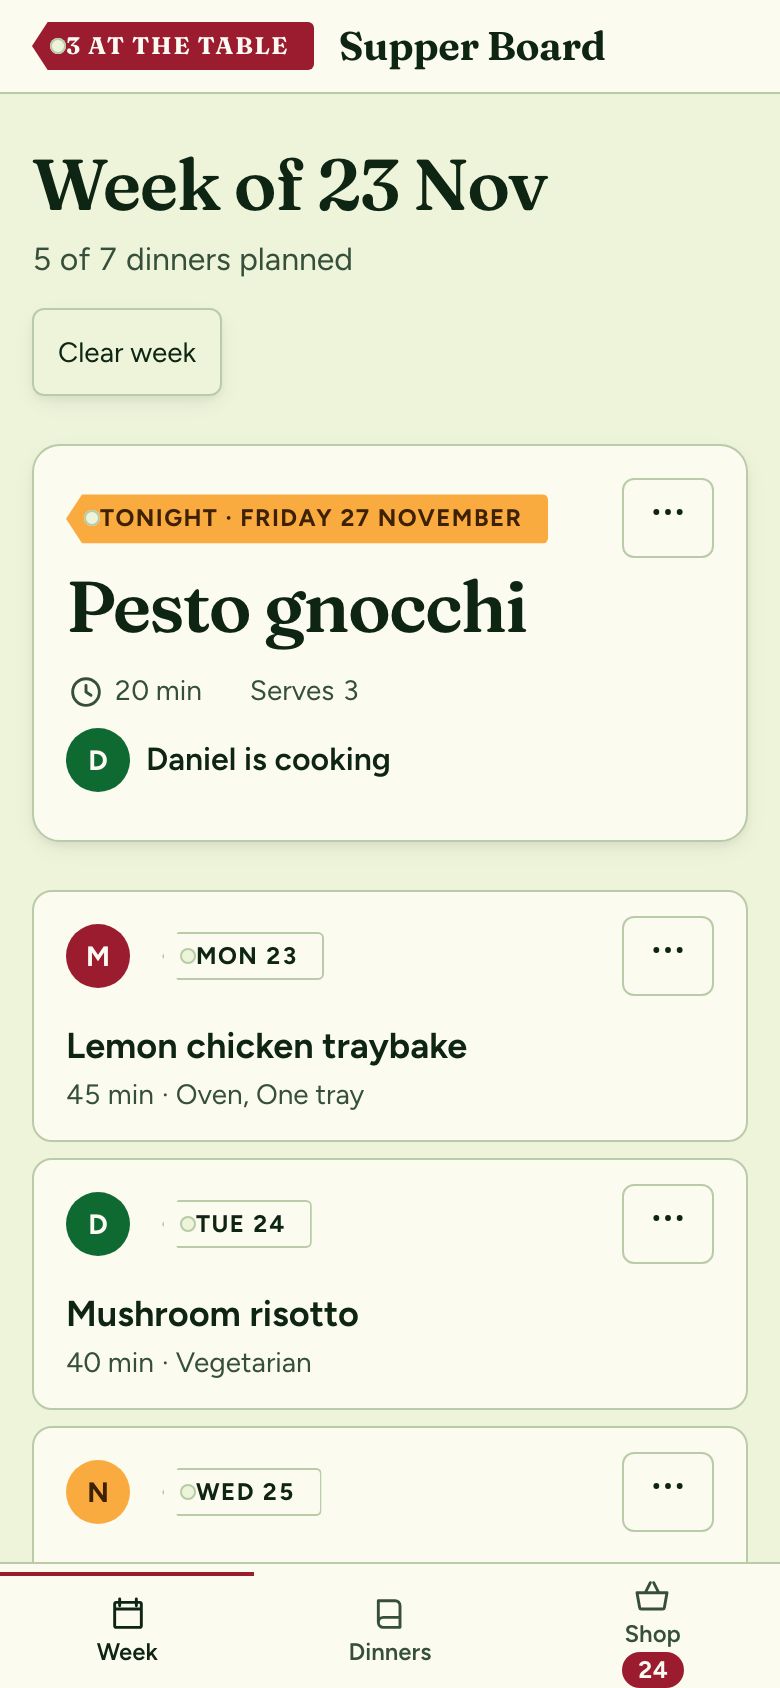 3 AT THE TABLE Supper Board
Week of 23 Nov
5 of 7 dinners planned
Clear week
TONIGHT · FRIDAY 27 NOVEMBER
Pesto gnocchi
20 min Serves 3
D Daniel is cooking
M MON 23
Lemon chicken traybake
45 min · Oven, One tray
D TUE 24
Mushroom risotto
40 min · Vegetarian
N WED 25
Week Dinners Shop
24